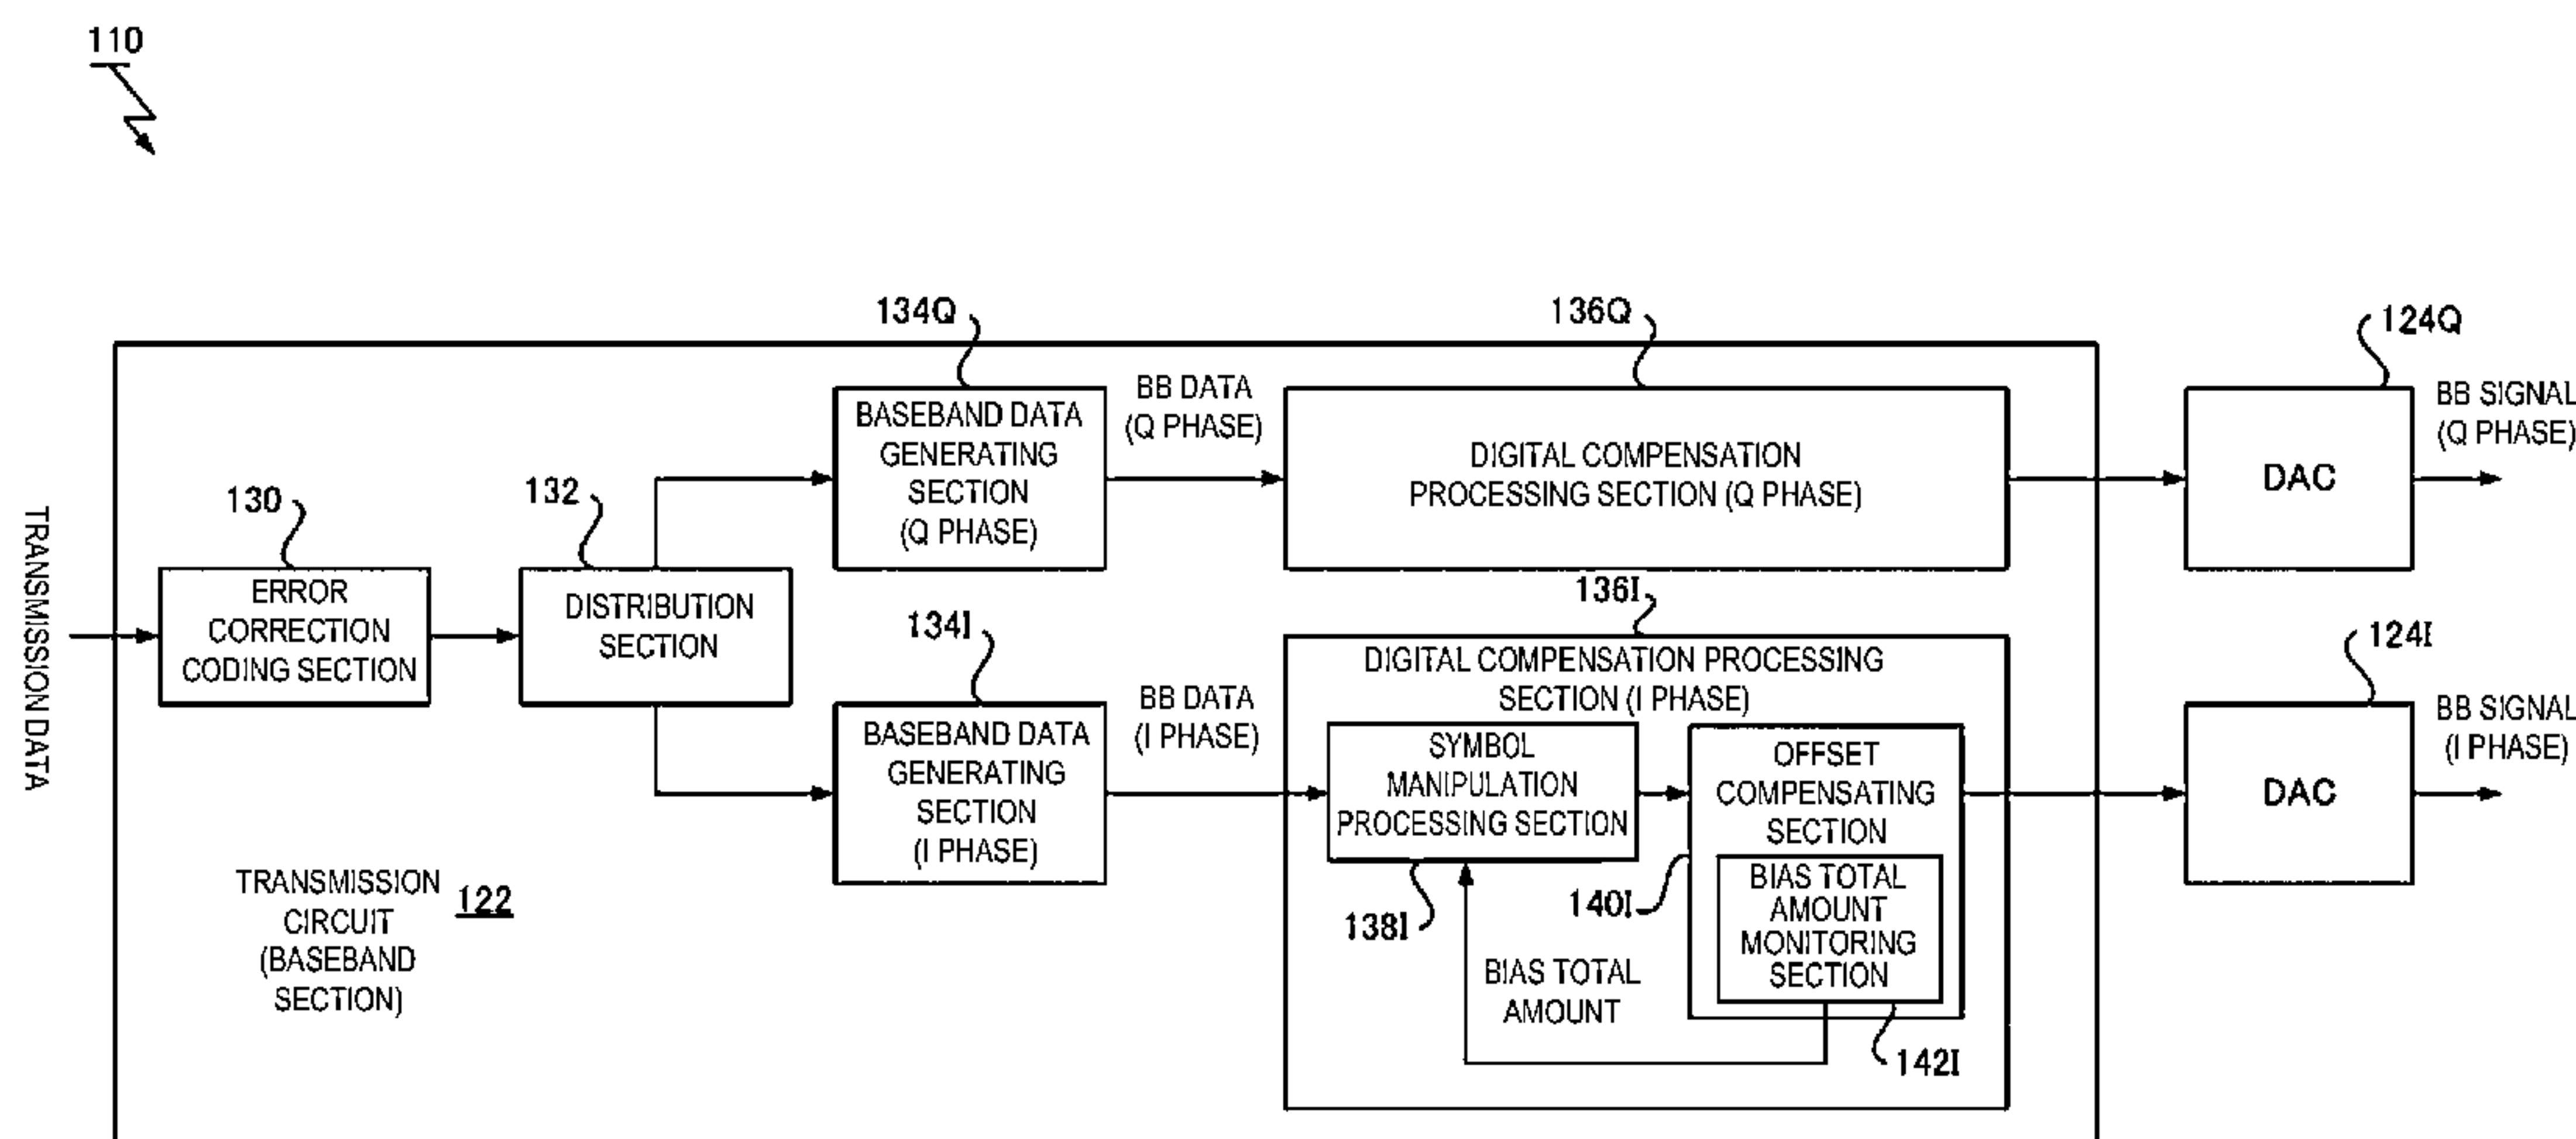 110
134Q
136Q
124Q
BASEBAND DATA
GENERATING
SECTION
(Q PHASE)
BB DATA
(Q PHASE)
DIGITAL COMPENSATION
PROCESSING SECTION (Q PHASE)
DAC
BB SIGNAL
(Q PHASE)
TRANSMISSION DATA
130
ERROR
CORRECTION
CODING SECTION
132
DISTRIBUTION
SECTION
134I
BASEBAND DATA
GENERATING
SECTION
(I PHASE)
BB DATA
(I PHASE)
136I
DIGITAL COMPENSATION PROCESSING
SECTION (I PHASE)
SYMBOL
MANIPULATION
PROCESSING SECTION
138I
OFFSET
COMPENSATING
SECTION
140I
BIAS TOTAL
AMOUNT
MONITORING
SECTION
142I
BIAS TOTAL
AMOUNT
124I
DAC
BB SIGNAL
(I PHASE)
TRANSMISSION
CIRCUIT
(BASEBAND
SECTION)
122